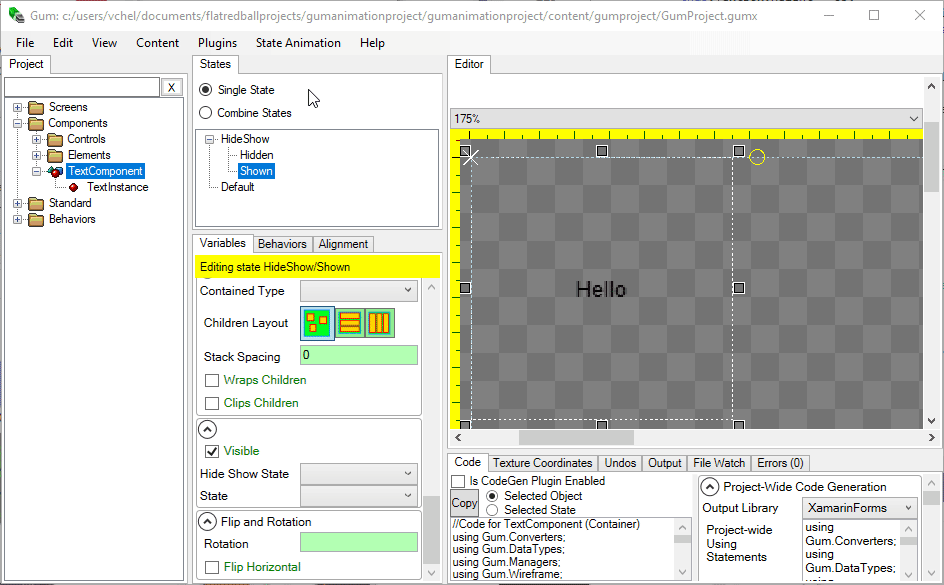 Gum: c:/users/vchel/documents/flatredballprojects/gumanimationproject/gumanimationproject/content/gumproject/GumProject.gumx
File Edit View Content Plugins State Animation Help
Project
X
Screens
Components
Controls
Elements
TextComponent
TextInstance
Standard
Behaviors
States
Single State
Combine States
HideShow
Hidden
Shown
Default
Variables Behaviors Alignment
Editing state HideShow/Shown
Contained Type
Children Layout
Stack Spacing 0
Wraps Children
Clips Children
Visible
Hide Show State
State
Flip and Rotation
Rotation
Flip Horizontal
Editor
175%
Hello
Code Texture Coordinates Undos Output File Watch Errors (0)
Is CodeGen Plugin Enabled
Copy
Selected Object
Selected State
//Code for TextComponent (Container)
using Gum.Converters;
using Gum.DataTypes;
using Gum.Managers;
using Gum.Wireframe;
Project-Wide Code Generation
Output Library XamarinForms
Project-wide
Using
Statements
using
Gum.Converters;
using
Gum.DataTypes;